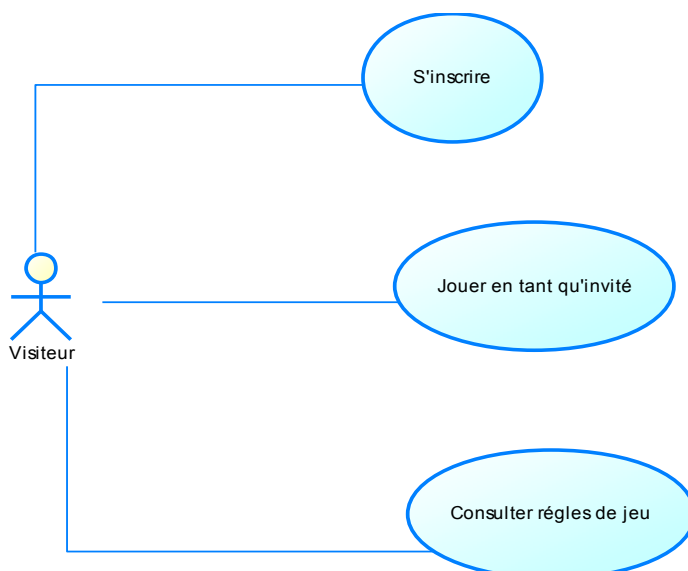 S'inscrire
Jouer en tant qu'invité
Visiteur
Consulter régles de jeu